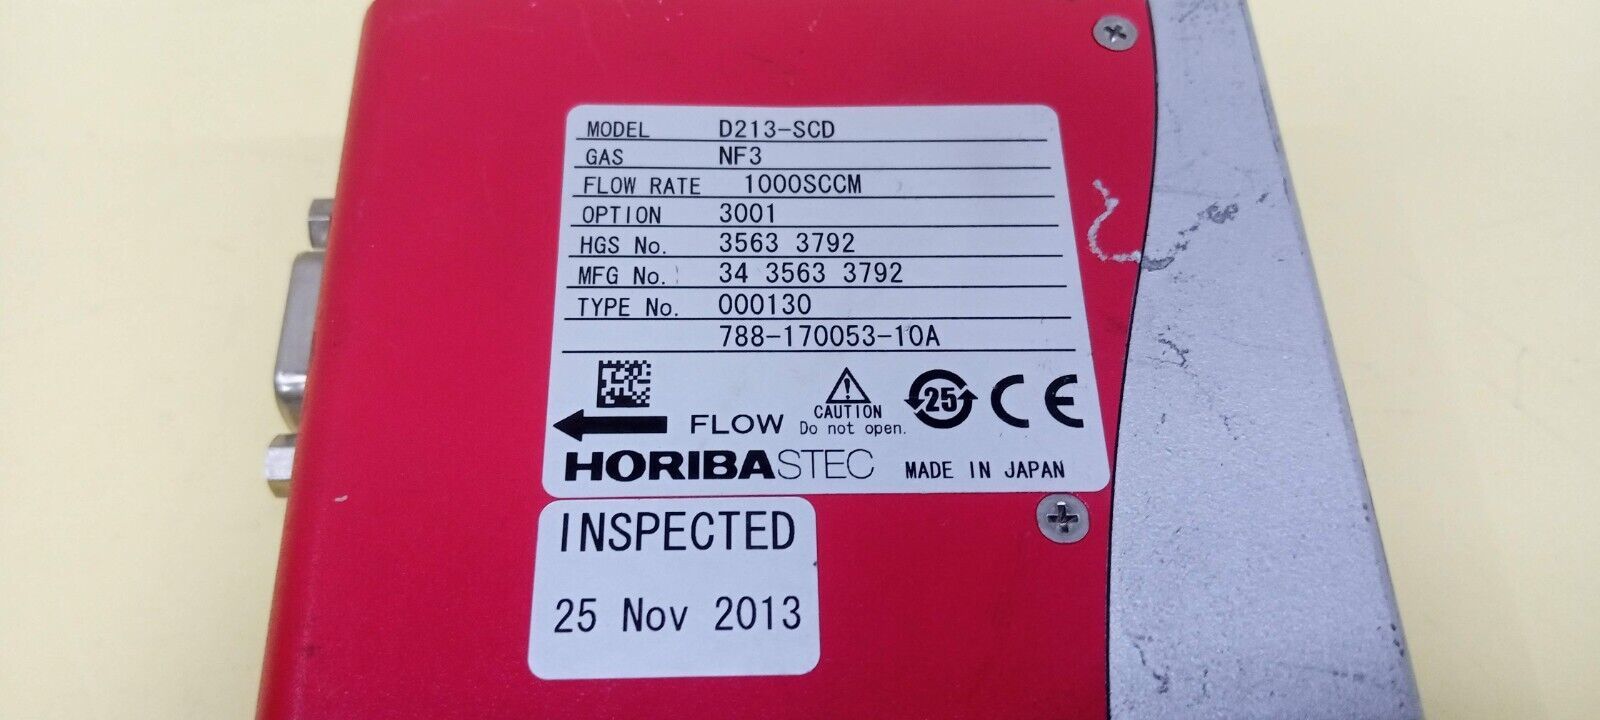 MODEL D213-SCD
GAS NF3
FLOW RATE 1000SCCM
OPTION 3001
HGS No. 3563 3792
MFG No. 34 3563 3792
TYPE No. 000130
788-170053-10A
FLOW
CAUTION
Do not open.
25
CE
HORIBASTEC MADE IN JAPAN
INSPECTED
25 Nov 2013